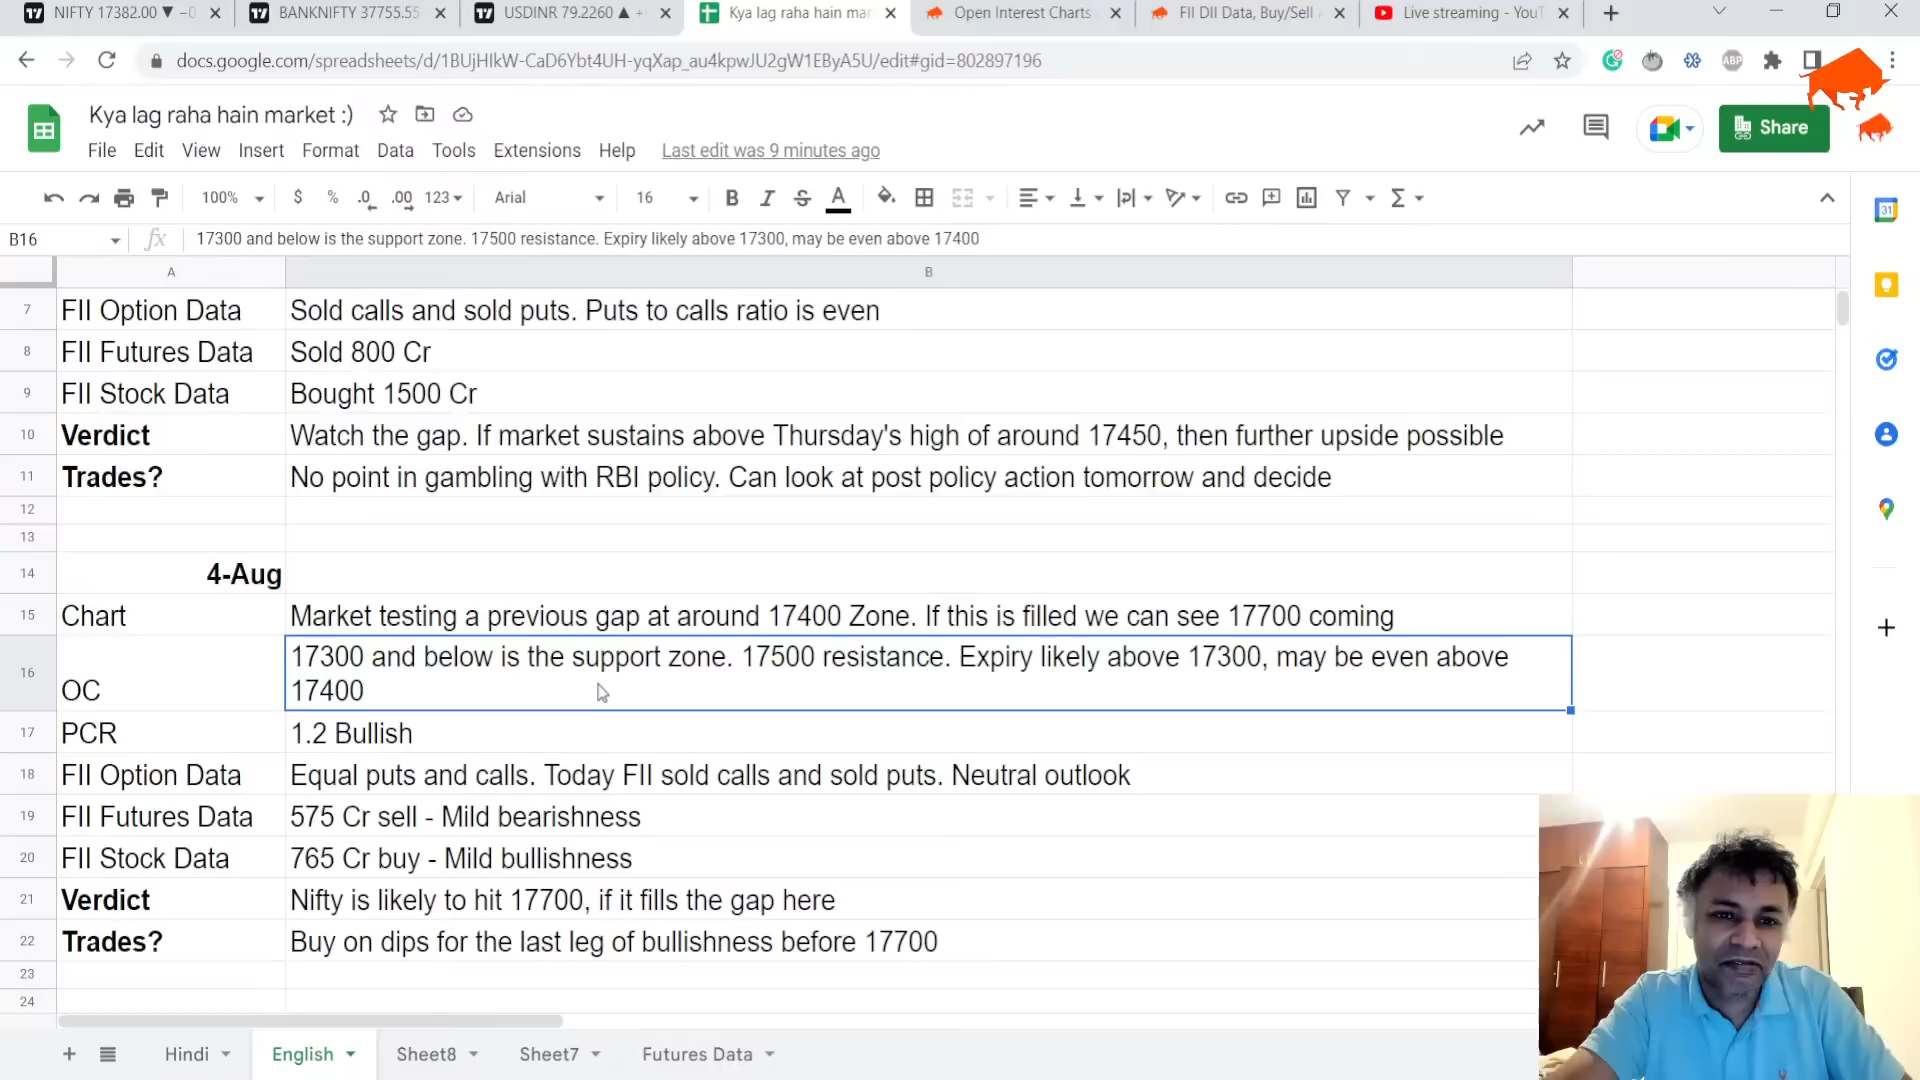 NIFTY 17382.00 ▼ −0
BANKNIFTY 37755.55
USDINR 79.2260 ▲ +
Kya lag raha hain mar
Open Interest Charts
FII DII Data, Buy/Sell
Live streaming - YouT
docs.google.com/spreadsheets/d/1BUjHIkW-CaD6Ybt4UH-yqXap_au4kpwJU2gW1EByA5U/edit#gid=802897196
ABP
Kya lag raha hain market :)
Share
File Edit View Insert Format Data Tools Extensions Help Last edit was 9 minutes ago
100% $ % .0 .00 123 Arial 16 B I S A
31
B16 fx 17300 and below is the support zone. 17500 resistance. Expiry likely above 17300, may be even above 17400
A B
7 FII Option Data Sold calls and sold puts. Puts to calls ratio is even
8 FII Futures Data Sold 800 Cr
9 FII Stock Data Bought 1500 Cr
10 Verdict Watch the gap. If market sustains above Thursday's high of around 17450, then further upside possible
11 Trades? No point in gambling with RBI policy. Can look at post policy action tomorrow and decide
12
13
14 4-Aug
15 Chart Market testing a previous gap at around 17400 Zone. If this is filled we can see 17700 coming
16 OC 17300 and below is the support zone. 17500 resistance. Expiry likely above 17300, may be even above
17400
17 PCR 1.2 Bullish
18 FII Option Data Equal puts and calls. Today FII sold calls and sold puts. Neutral outlook
19 FII Futures Data 575 Cr sell - Mild bearishness
20 FII Stock Data 765 Cr buy - Mild bullishness
21 Verdict Nifty is likely to hit 17700, if it fills the gap here
22 Trades? Buy on dips for the last leg of bullishness before 17700
23
24
Hindi English Sheet8 Sheet7 Futures Data